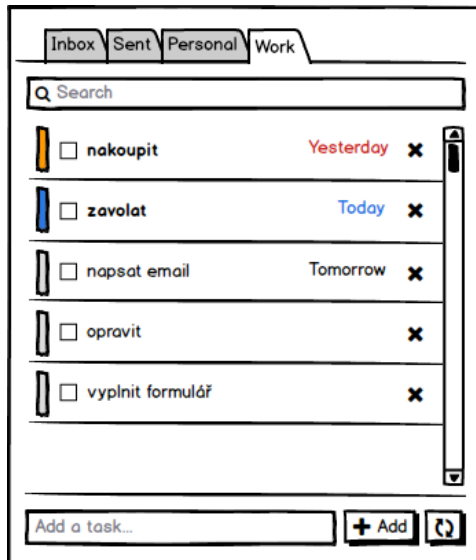 Inbox Sent Personal Work
Search
nakoupit Yesterday
zavolat Today
napsat email Tomorrow
opravit
vyplnit formulář
Add a task... Add